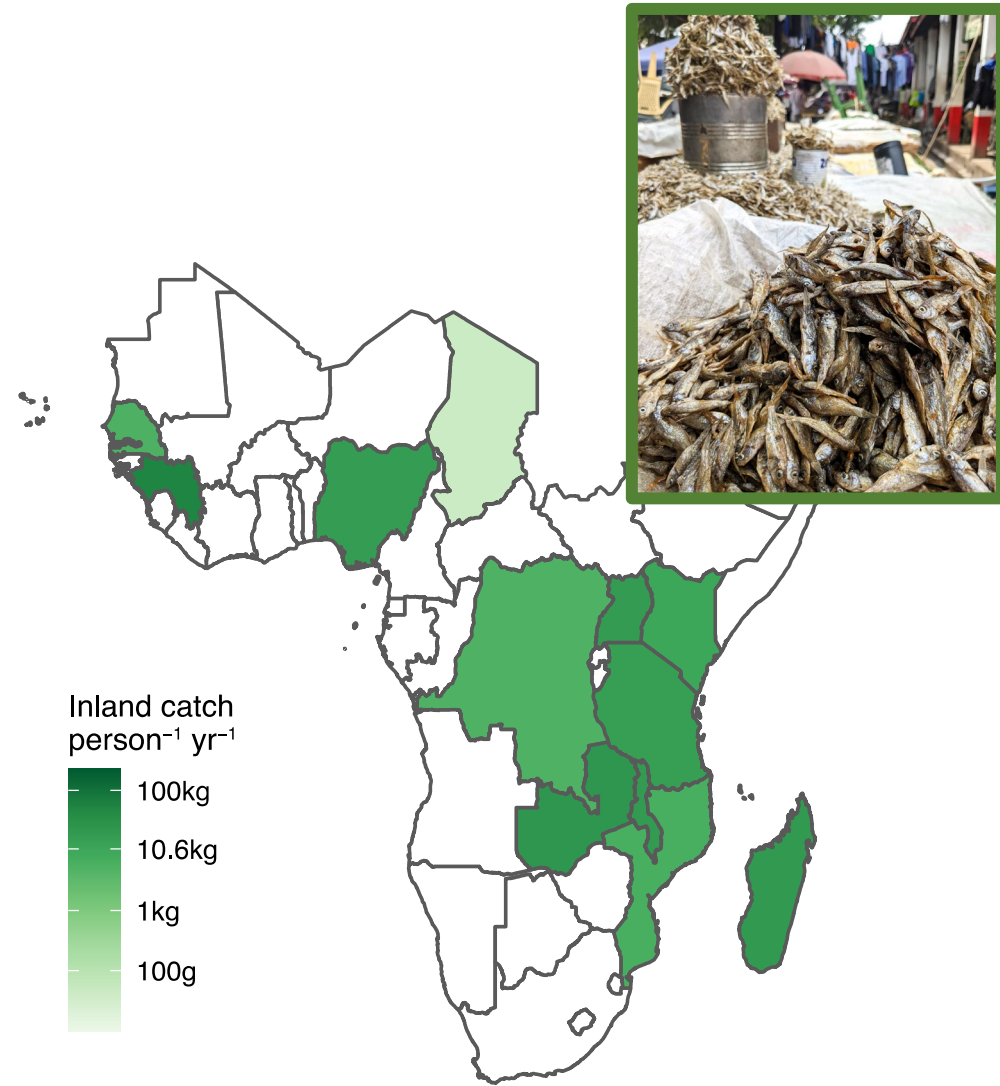 Inland catch
person⁻¹ yr⁻¹
100kg
10.6kg
1kg
100g